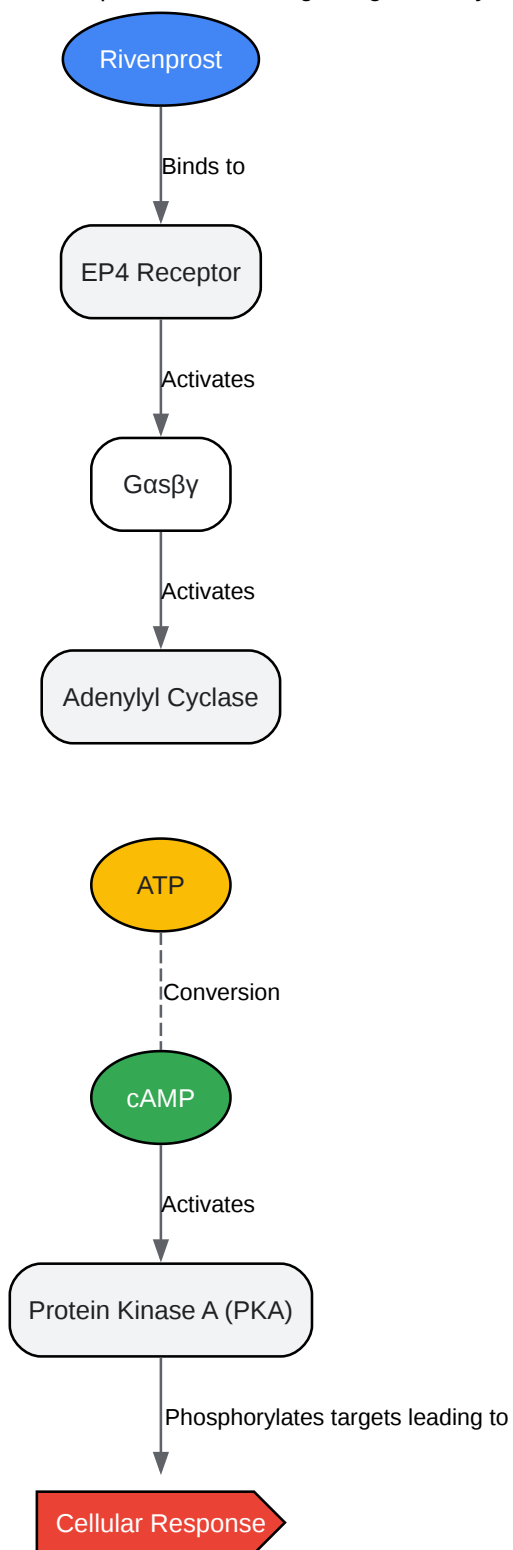 Rivenprost
Binds to
EP4 Receptor
Activates
Gαsβγ
Activates
Adenylyl Cyclase
ATP
Conversion
cAMP
Activates
Protein Kinase A (PKA)
Phosphorylates targets leading to
Cellular Response